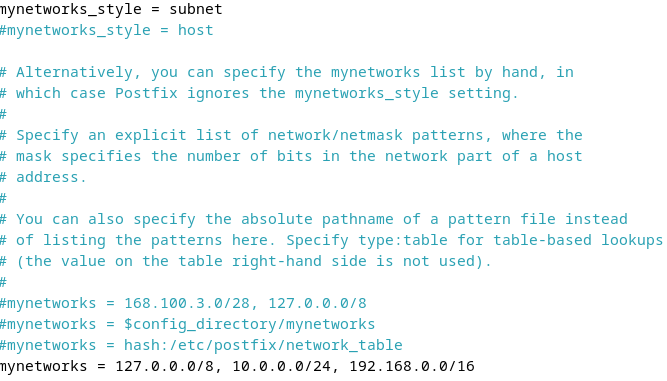 mynetworks_style = subnet
#mynetworks_style = host
# Alternatively, you can specify the mynetworks list by hand, in
# which case Postfix ignores the mynetworks_style setting.
#
# Specify an explicit list of network/netmask patterns, where the
# mask specifies the number of bits in the network part of a host
# address.
#
# You can also specify the absolute pathname of a pattern file instead
# of listing the patterns here. Specify type:table for table-based lookups
# (the value on the table right-hand side is not used).
#
#mynetworks = 168.100.3.0/28, 127.0.0.0/8
#mynetworks = $config_directory/mynetworks
#mynetworks = hash:/etc/postfix/network_table
mynetworks = 127.0.0.0/8, 10.0.0.0/24, 192.168.0.0/16